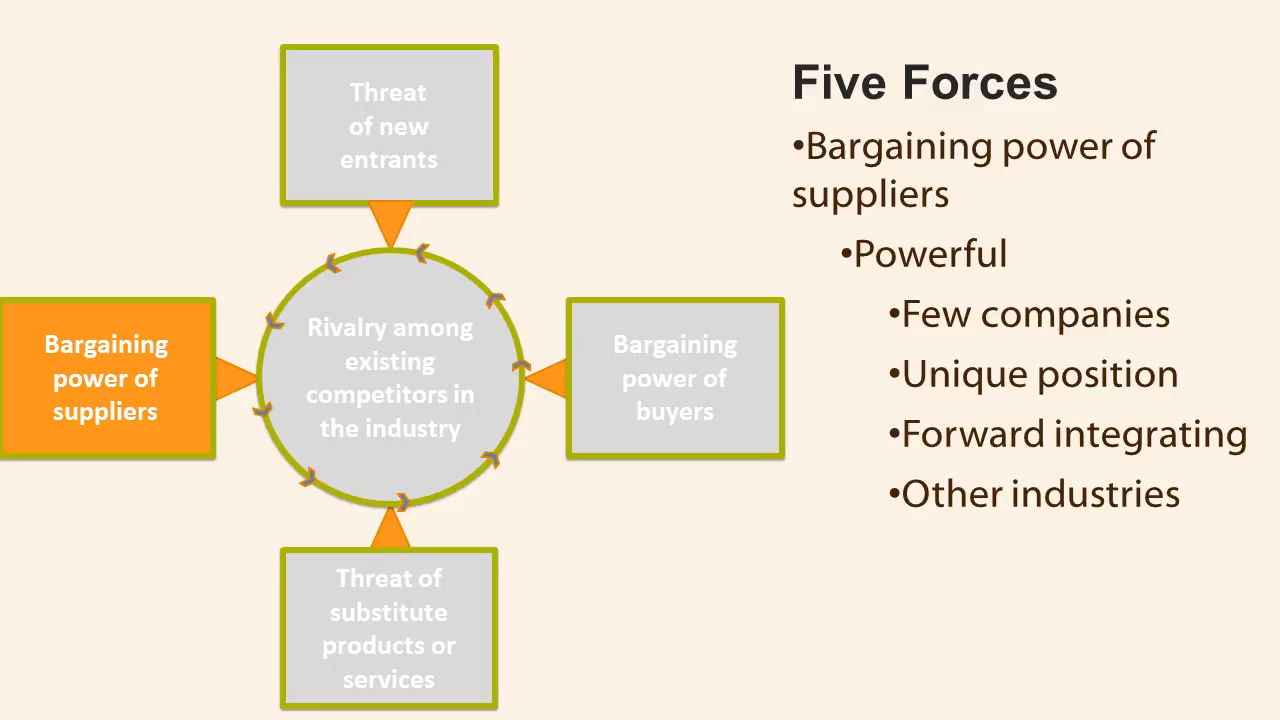 Threat
of new
entrants
Bargaining
power of
suppliers
Rivalry among
existing
competitors in
the industry
Bargaining
power of
buyers
Threat of
substitute
products or
services
Five Forces
•Bargaining power of
suppliers
•Powerful
•Few companies
•Unique position
•Forward integrating
•Other industries